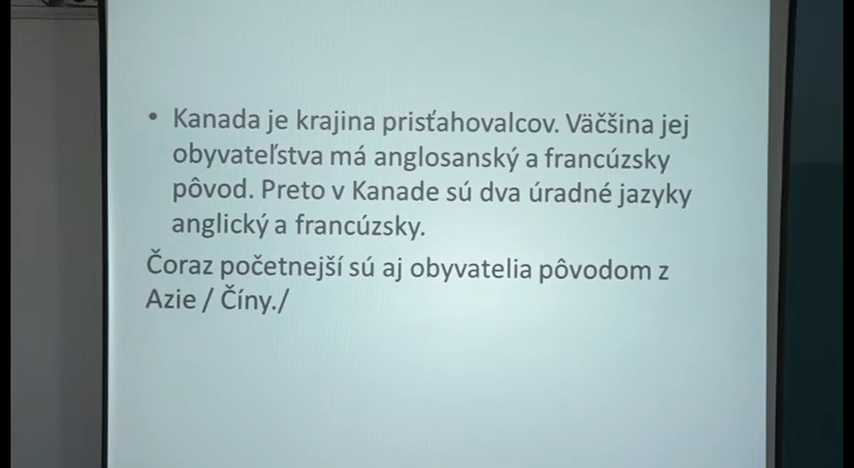 • Kanada je krajina prisťahovalcov. Väčšina jej
obyvateľstva má anglosanský a francúzsky
pôvod. Preto v Kanade sú dva úradné jazyky
anglický a francúzsky.
Čoraz početnejší sú aj obyvatelia pôvodom z
Azie / Číny./